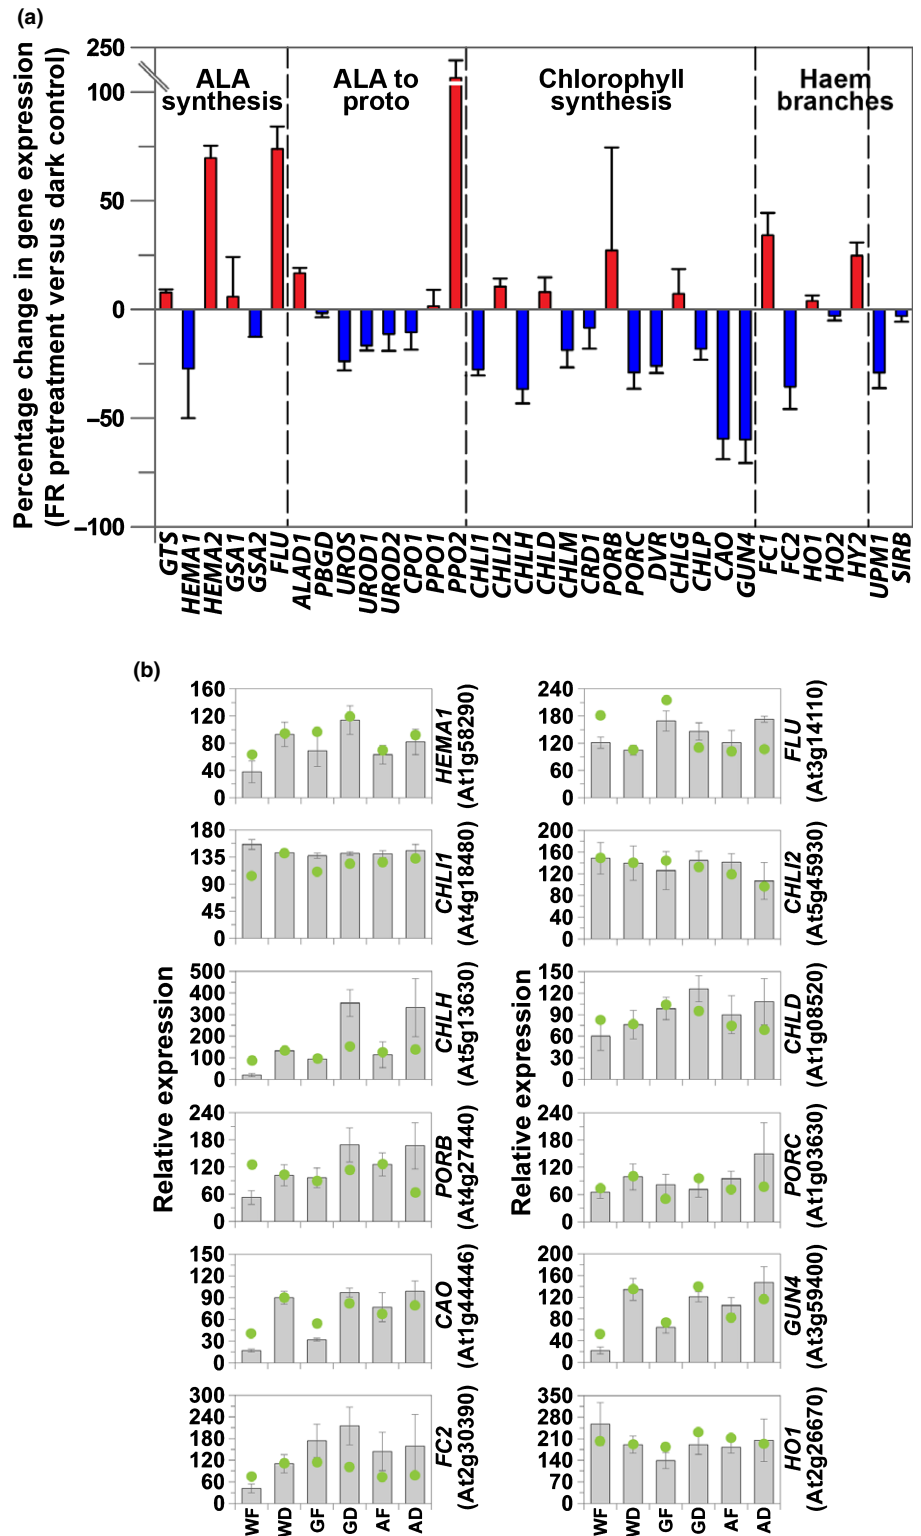 (a)
Percentage change in gene expression
(FR pretreatment versus dark control)
250
100
50
0
–50
–100
ALA
synthesis
ALA to
proto
Chlorophyll
synthesis
Haem
branches
GTS
HEMA1
HEMA2
GSA1
GSA2
FLU
ALAD1
PBGD
UROS
UROD1
UROD2
CPO1
PPO1
PPO2
CHLI1
CHLI2
CHLH
CHLD
CHLM
CRD1
PORB
PORC
DVR
CHLG
CHLP
CAO
GUN4
FC1
FC2
HO1
HO2
HY2
UPM1
SIRB
(b)
Relative expression
Relative expression
160
120
80
40
0
HEMA1
(At1g58290)
240
180
120
60
0
FLU
(At3g14110)
180
135
90
45
0
CHLI1
(At4g18480)
200
160
120
80
40
0
CHLI2
(At5g45930)
500
400
300
200
100
0
CHLH
(At5g13630)
150
120
90
60
30
0
CHLD
(At1g08520)
240
180
120
60
0
PORB
(At4g27440)
240
180
120
60
0
PORC
(At1g03630)
150
120
90
60
30
0
CAO
(At1g44446)
200
160
120
80
40
0
GUN4
(At3g59400)
300
240
180
120
60
0
FC2
(At2g30390)
350
280
210
140
70
0
HO1
(At2g26670)
WF
WD
GF
GD
AF
AD
WF
WD
GF
GD
AF
AD